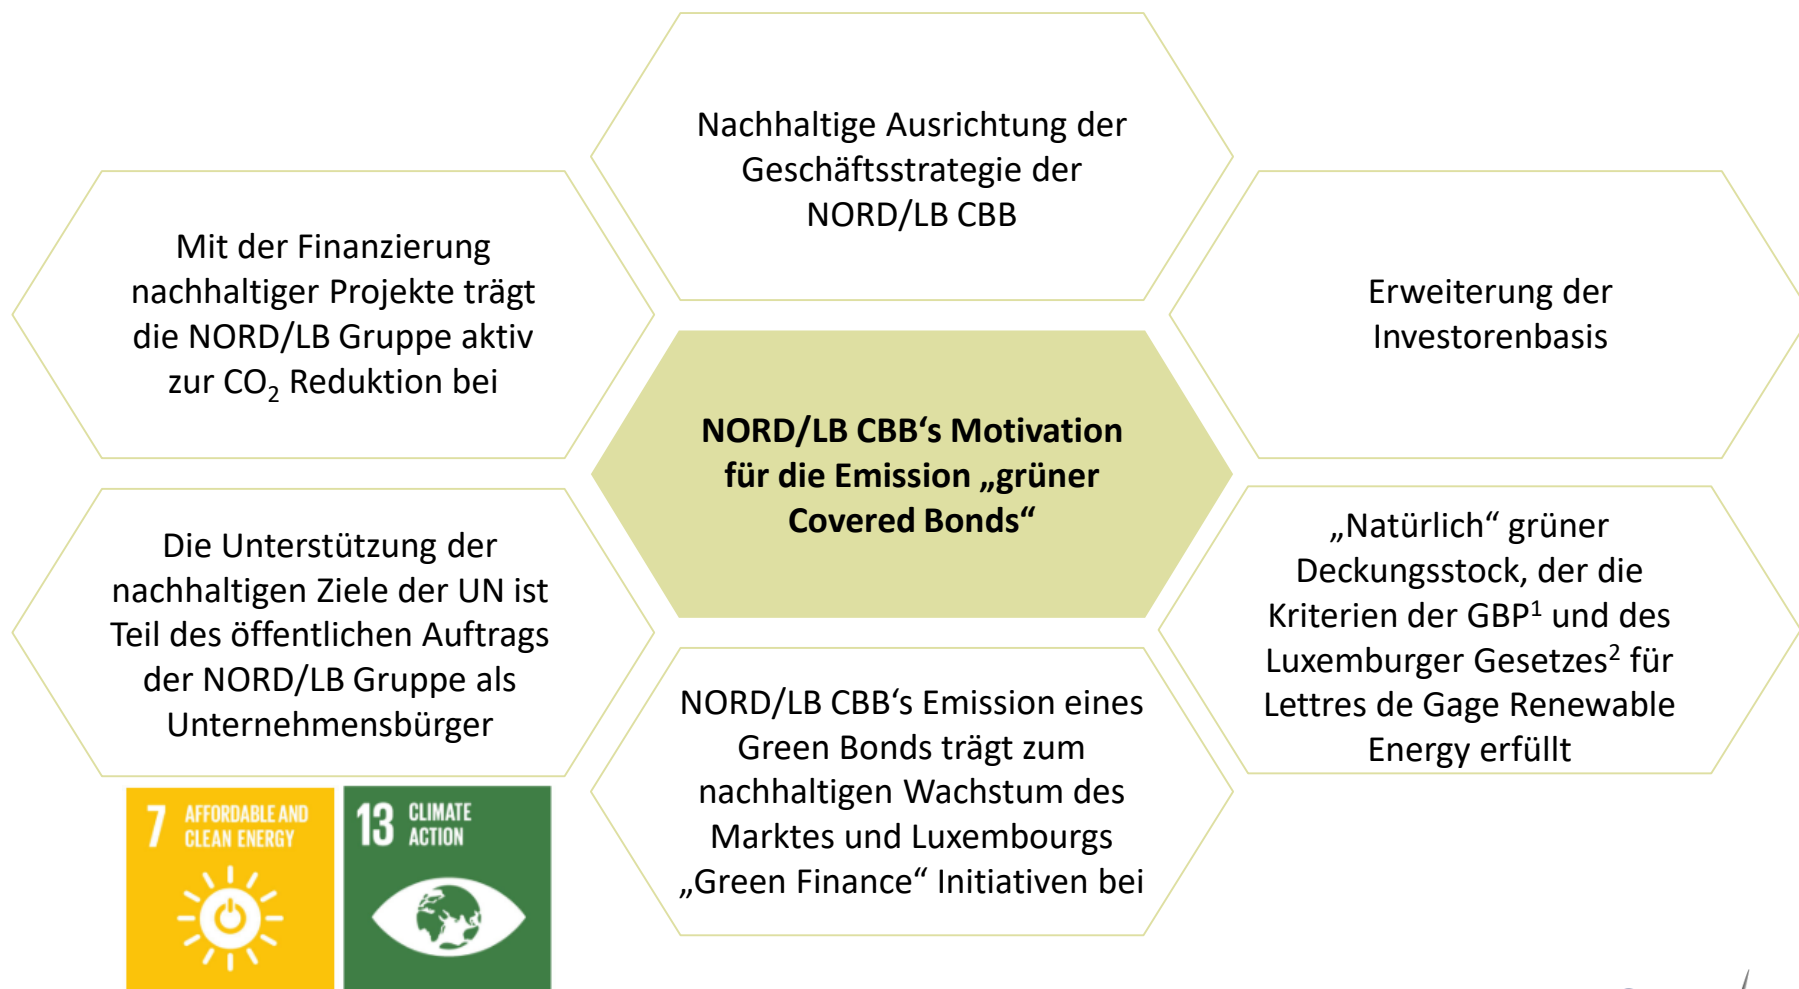 Nachhaltige Ausrichtung der
Geschäftsstrategie der
NORD/LB CBB
Mit der Finanzierung
nachhaltiger Projekte trägt
die NORD/LB Gruppe aktiv
zur CO₂ Reduktion bei
Erweiterung der
Investorenbasis
NORD/LB CBB‘s Motivation
für die Emission „grüner
Covered Bonds“
Die Unterstützung der
nachhaltigen Ziele der UN ist
Teil des öffentlichen Auftrags
der NORD/LB Gruppe als
Unternehmensbürger
„Natürlich“ grüner
Deckungsstock, der die
Kriterien der GBP¹ und des
Luxemburger Gesetzes² für
Lettres de Gage Renewable
Energy erfüllt
NORD/LB CBB‘s Emission eines
Green Bonds trägt zum
nachhaltigen Wachstum des
Marktes und Luxembourgs
„Green Finance“ Initiativen bei
7 AFFORDABLE AND
CLEAN ENERGY
13 CLIMATE
ACTION